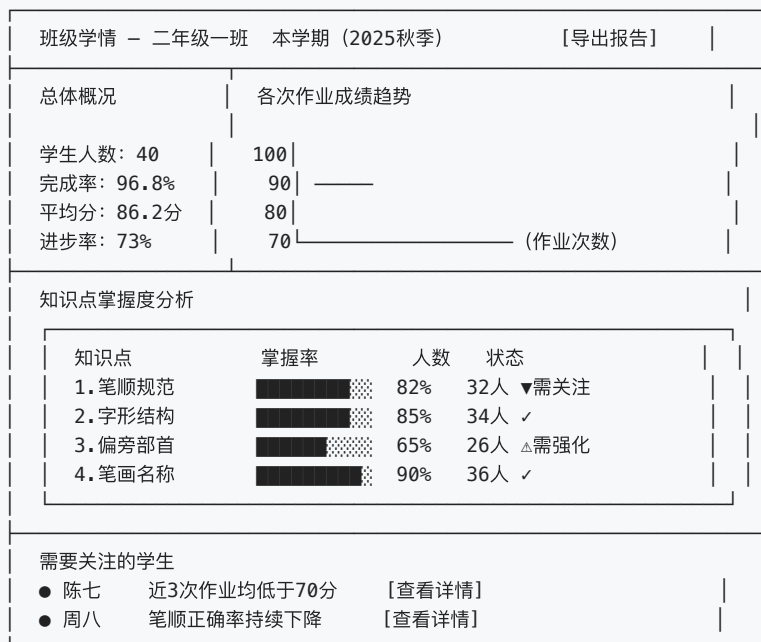 班级学情 — 二年级一班 本学期（2025秋季） [导出报告]
总体概况 各次作业成绩趋势
学生人数：40 100
完成率：96.8% 90
平均分：86.2分 80
进步率：73% 70 （作业次数）
知识点掌握度分析
知识点 掌握率 人数 状态
1.笔顺规范 ████████░░ 82% 32人 ▼需关注
2.字形结构 ████████░░ 85% 34人 ✓
3.偏旁部首 ██████░░░░ 65% 26人 ⚠需强化
4.笔画名称 █████████░ 90% 36人 ✓
需要关注的学生
● 陈七 近3次作业均低于70分 [查看详情]
● 周八 笔顺正确率持续下降 [查看详情]